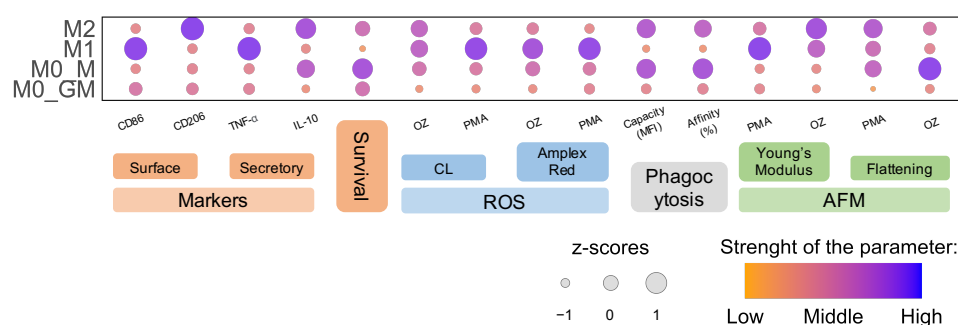 M2
M1
M0_M
M0_GM
CD86 CD206 TNF-α IL-10 OZ PMA OZ PMA Capacity (MFI) Affinity (%) PMA OZ PMA OZ
Survival
Surface Secretory CL Amplex Red Young's Modulus Flattening
Markers ROS Phagoc ytosis AFM
z-scores
−1 0 1
Strenght of the parameter:
Low Middle High